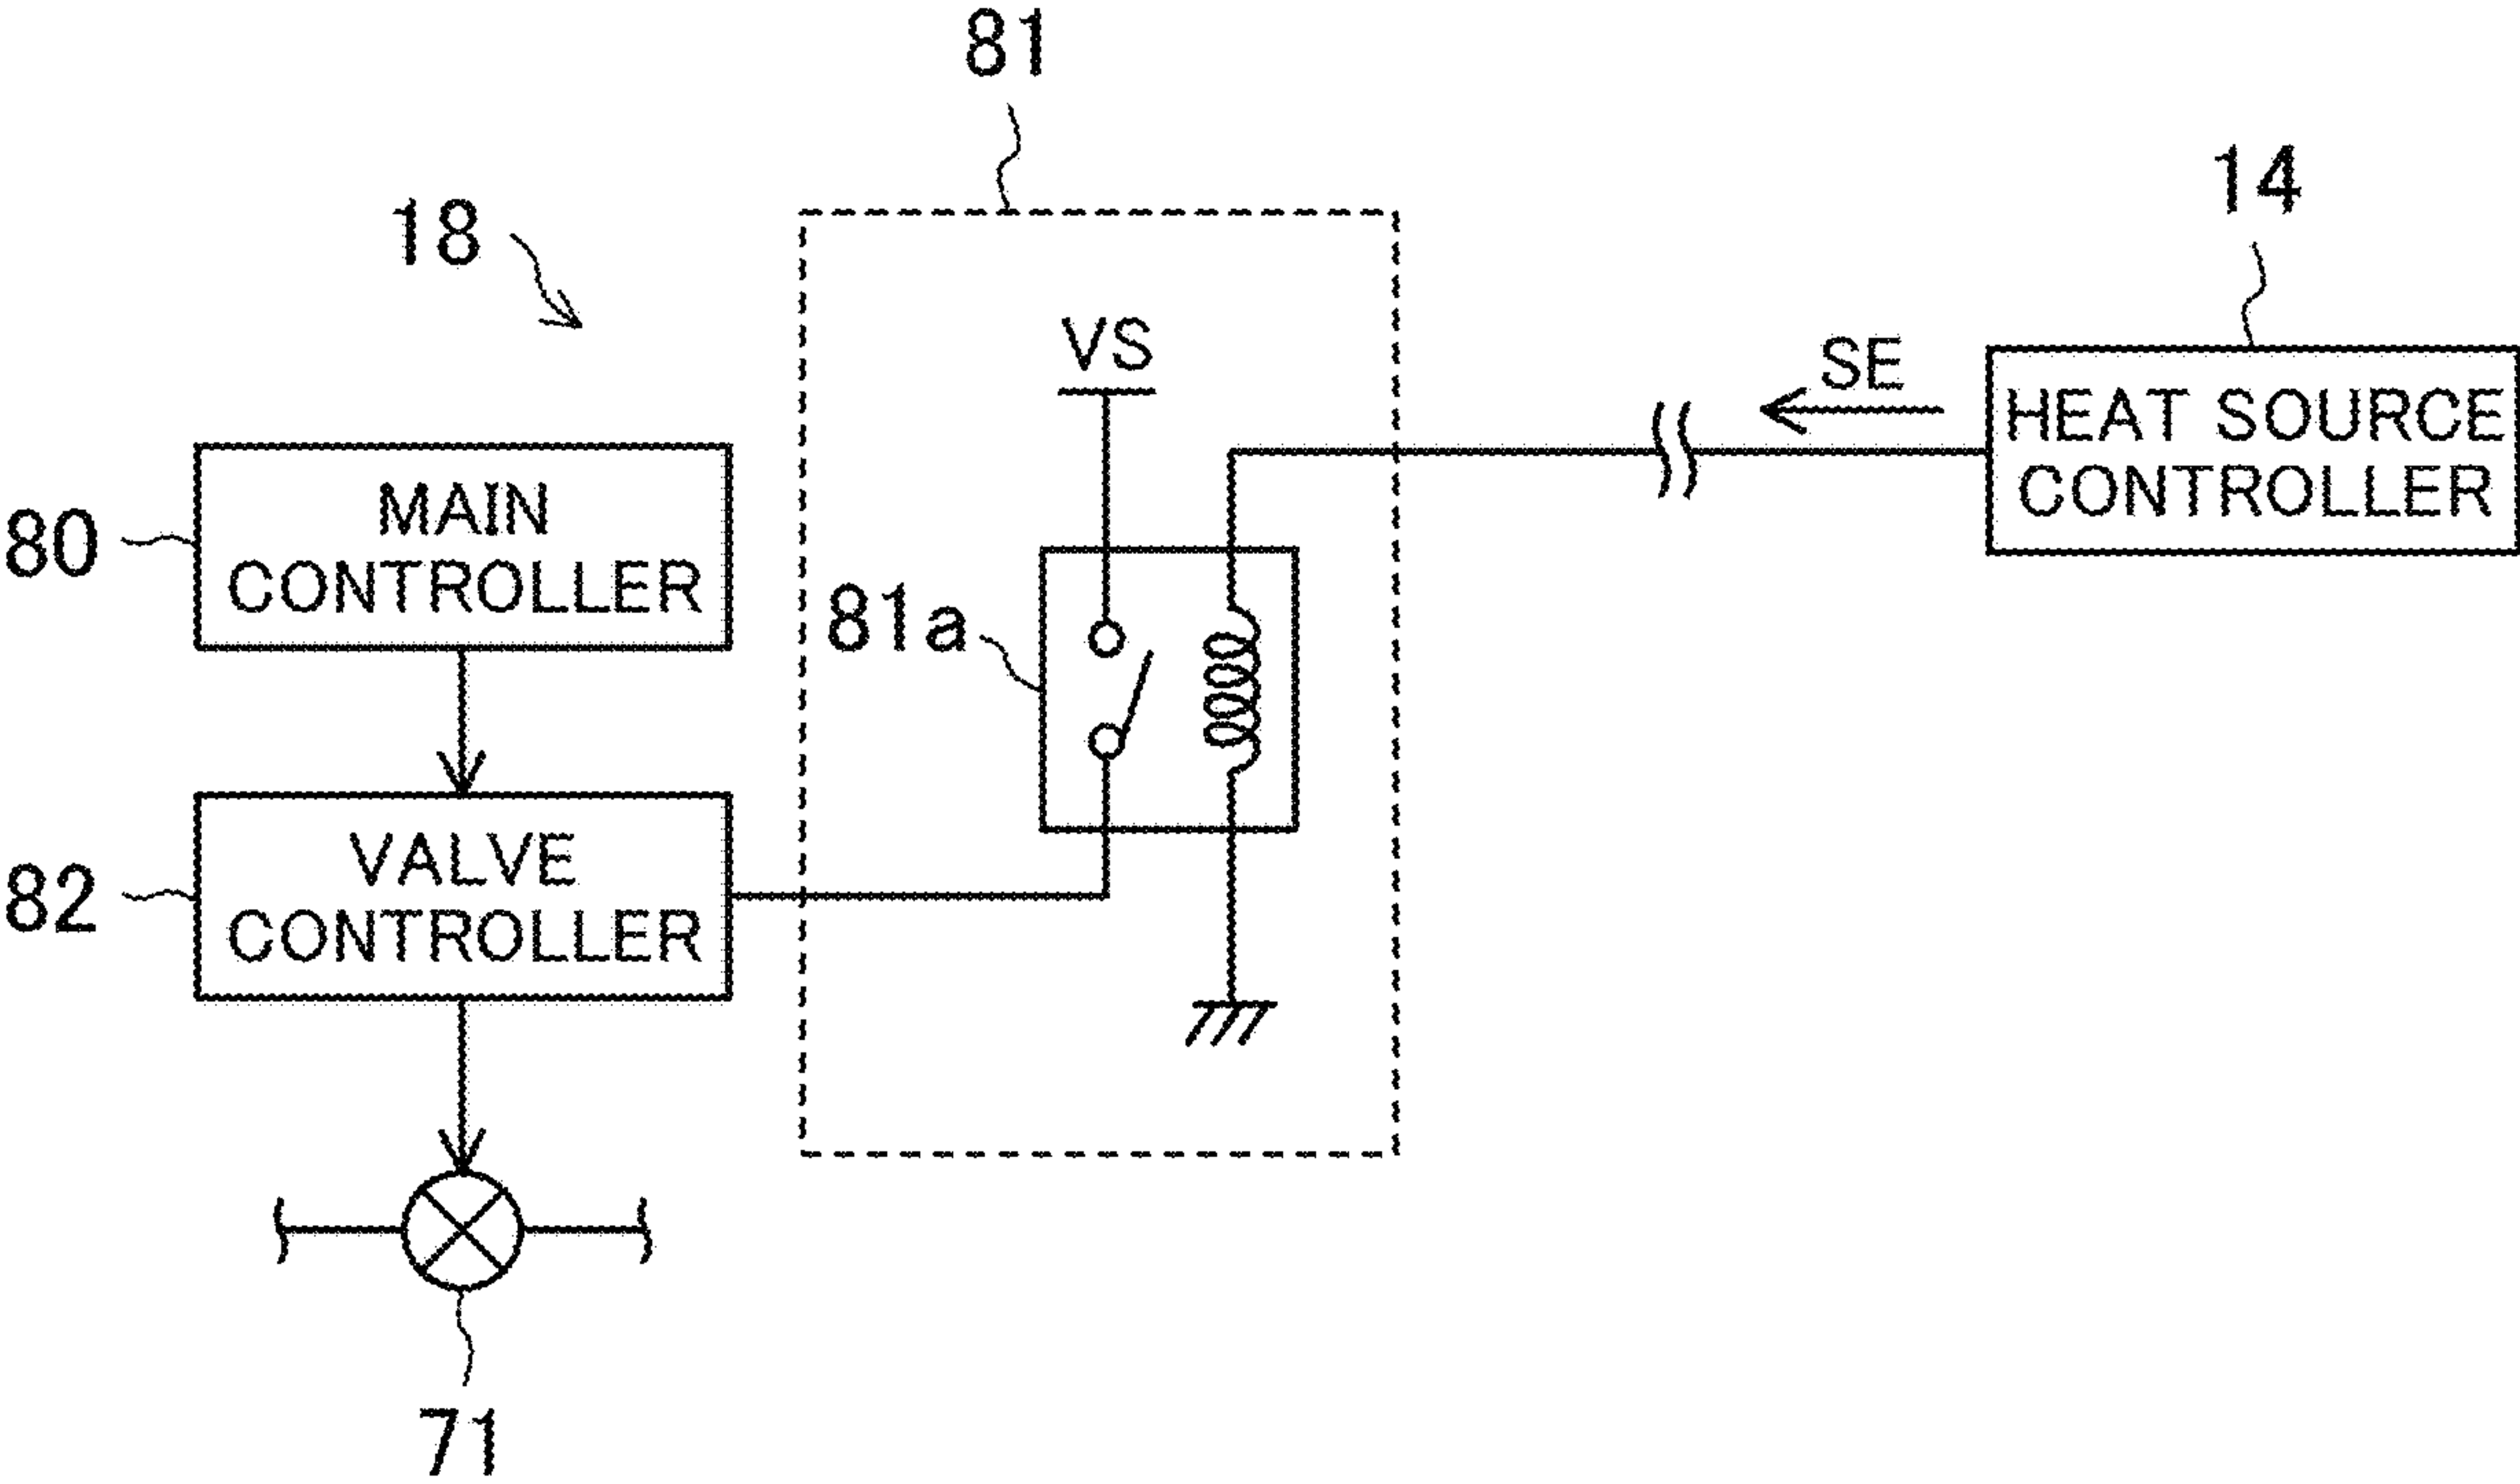 81
14
18
VS
SE
HEAT SOURCE
CONTROLLER
80
MAIN
CONTROLLER
81a
82
VALVE
CONTROLLER
71